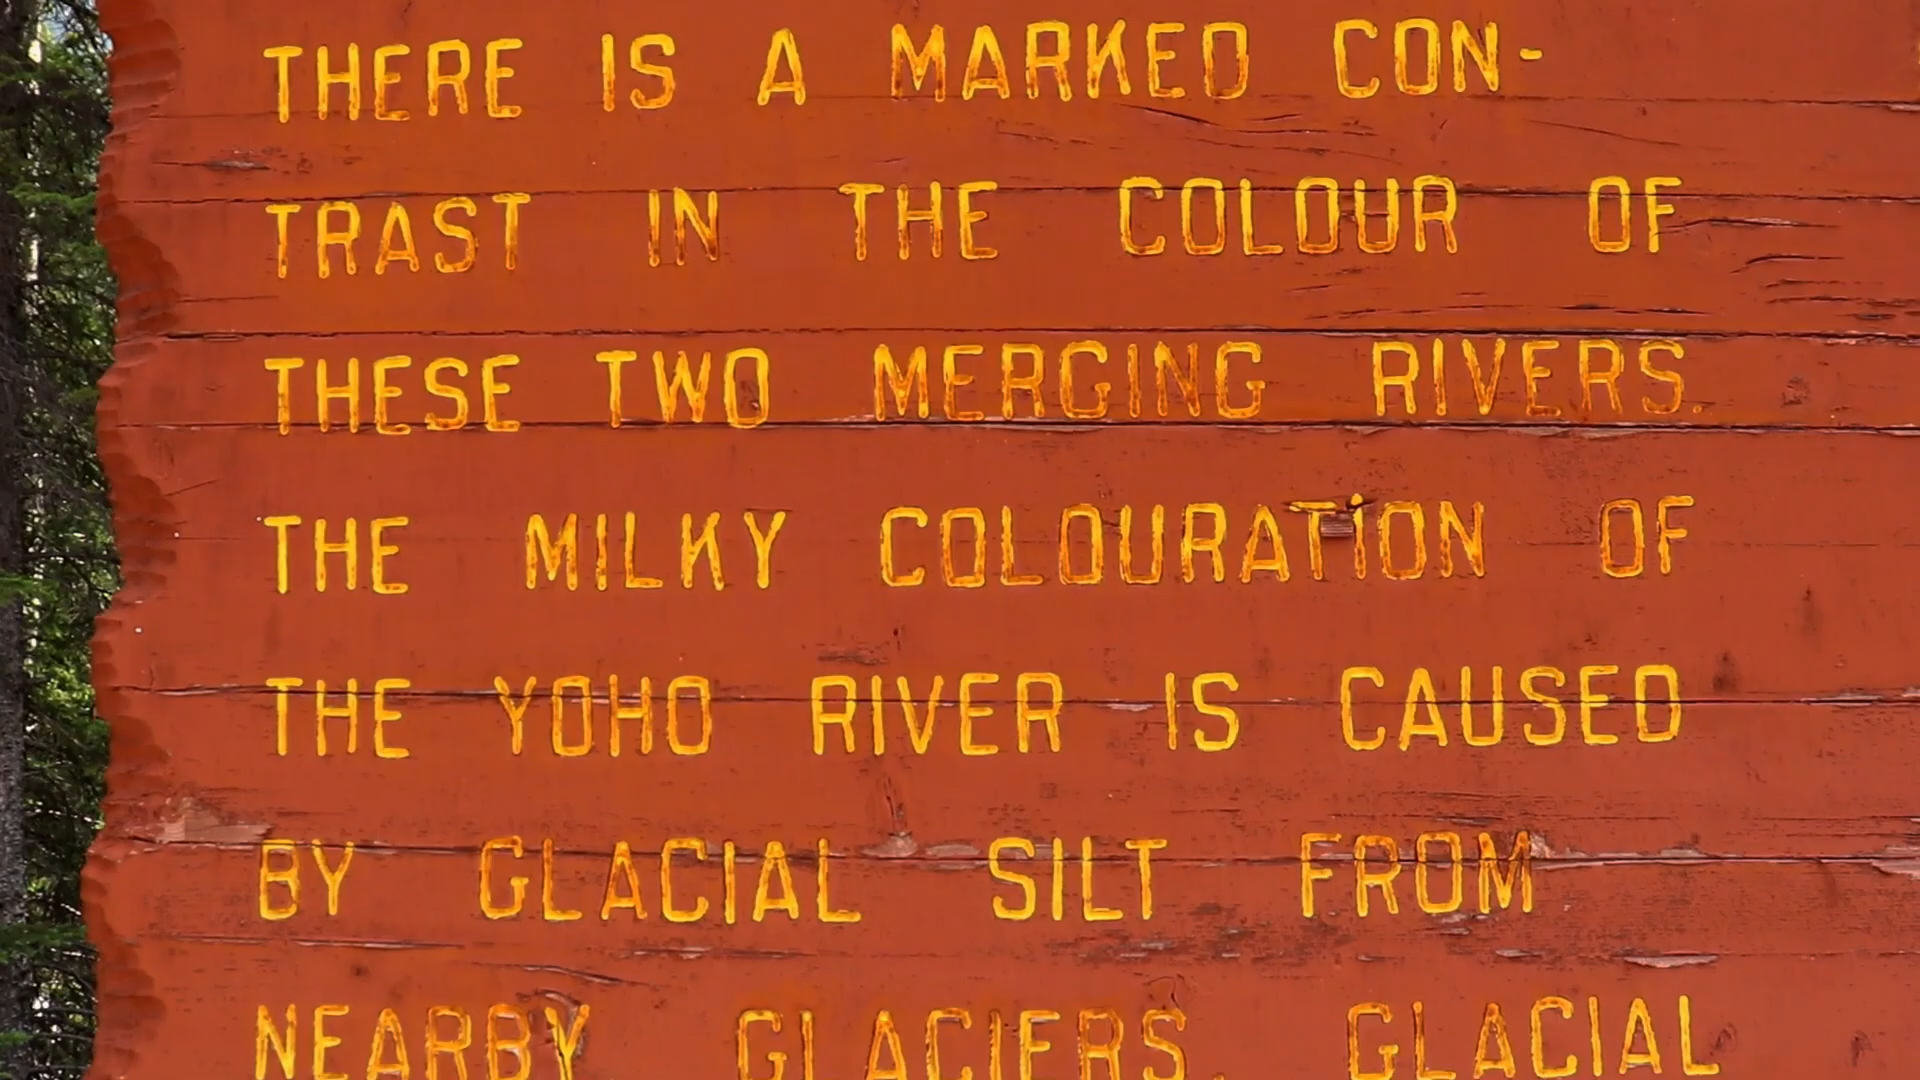 THERE IS A MARKED CON-
TRAST IN THE COLOUR OF
THESE TWO MERGING RIVERS.
THE MILKY COLOURATION OF
THE YOHO RIVER IS CAUSED
BY GLACIAL SILT FROM
NEARBY GLACIERS. GLACIAL